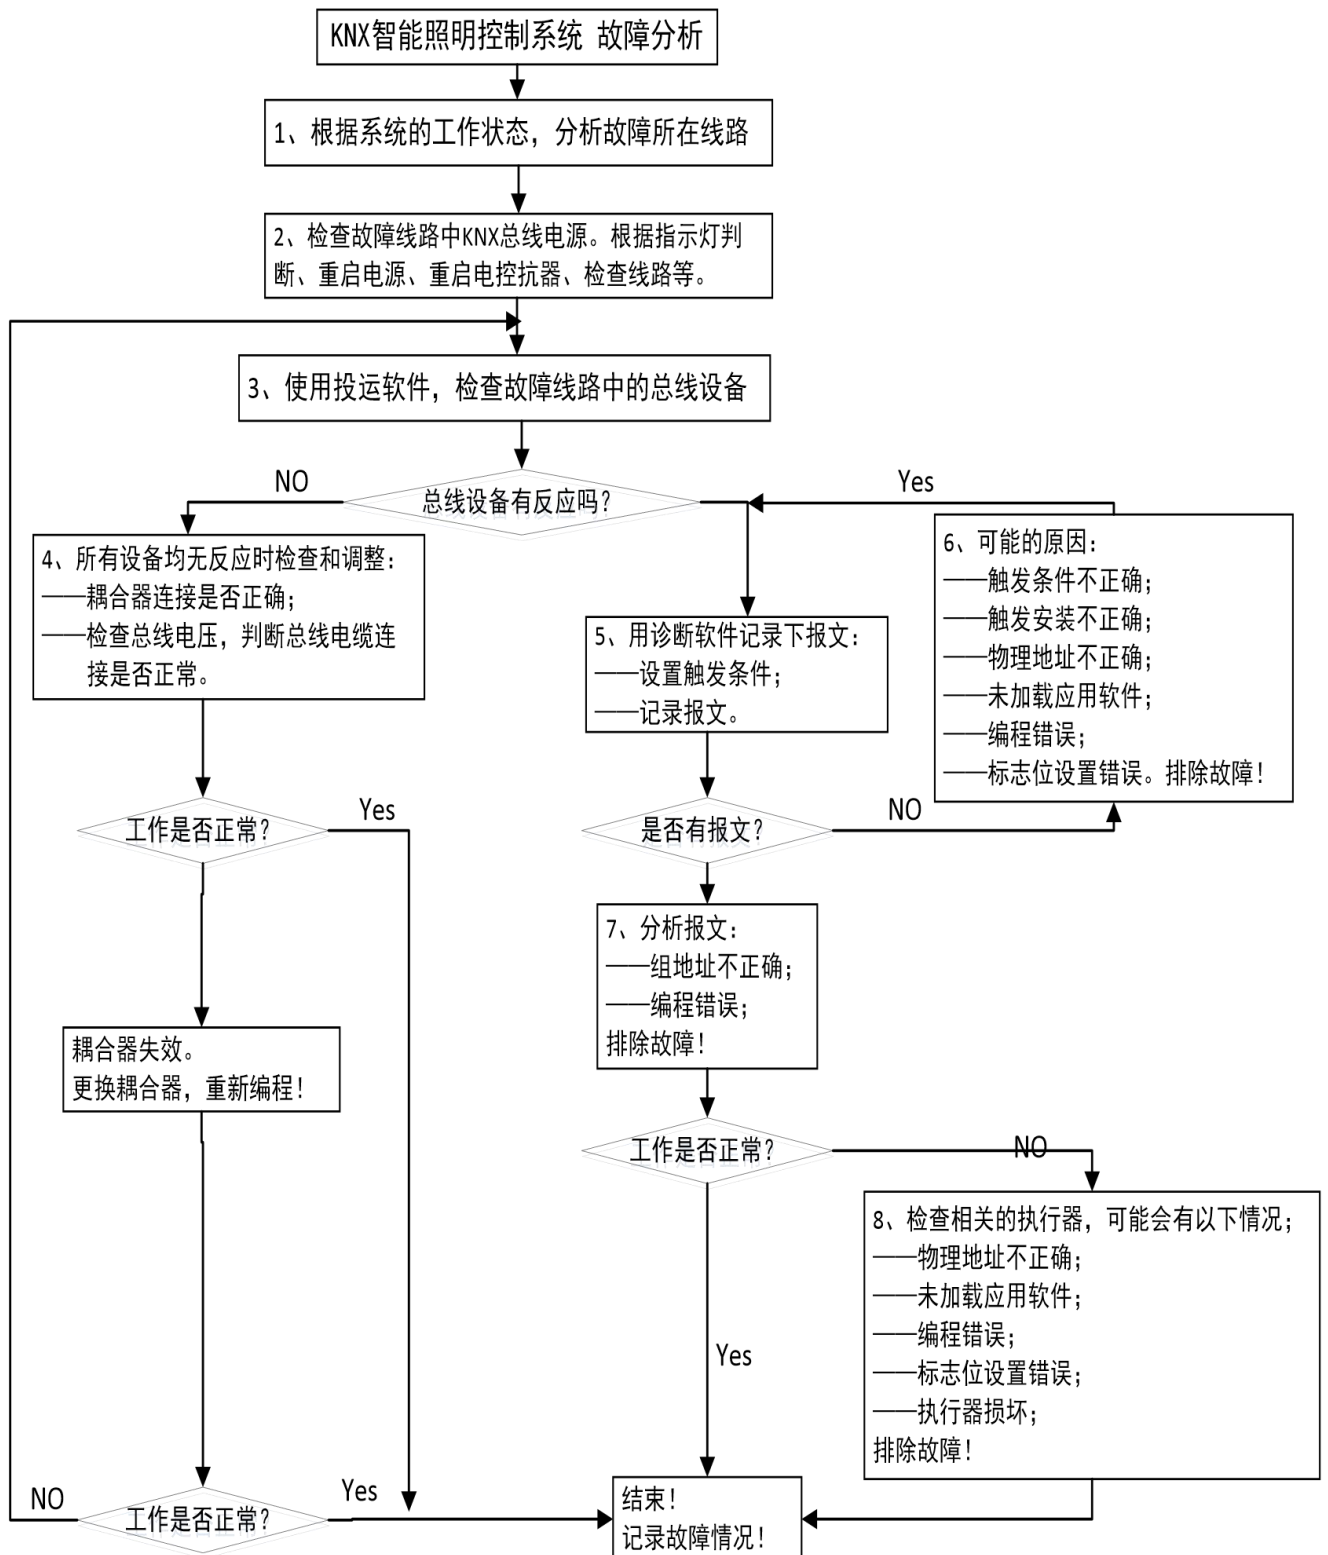 KNX智能照明控制系统 故障分析
1、根据系统的工作状态，分析故障所在线路
2、检查故障线路中KNX总线电源。根据指示灯判
断、重启电源、重启电控抗器、检查线路等。
3、使用投运软件，检查故障线路中的总线设备
NO
总线设备有反应吗？
Yes
4、所有设备均无反应时检查和调整：
——耦合器连接是否正确；
——检查总线电压，判断总线电缆连
接是否正常。
5、用诊断软件记录下报文：
——设置触发条件；
——记录报文。
6、可能的原因：
——触发条件不正确；
——触发安装不正确；
——物理地址不正确；
——未加载应用软件；
——编程错误；
——标志位设置错误。排除故障！
工作是否正常？
Yes
是否有报文？
NO
7、分析报文：
——组地址不正确；
——编程错误；
排除故障！
耦合器失效。
更换耦合器，重新编程！
工作是否正常？
NO
8、检查相关的执行器，可能会有以下情况；
——物理地址不正确；
——未加载应用软件；
——编程错误；
——标志位设置错误；
——执行器损坏；
排除故障！
Yes
NO
工作是否正常？
Yes
结束！
记录故障情况！